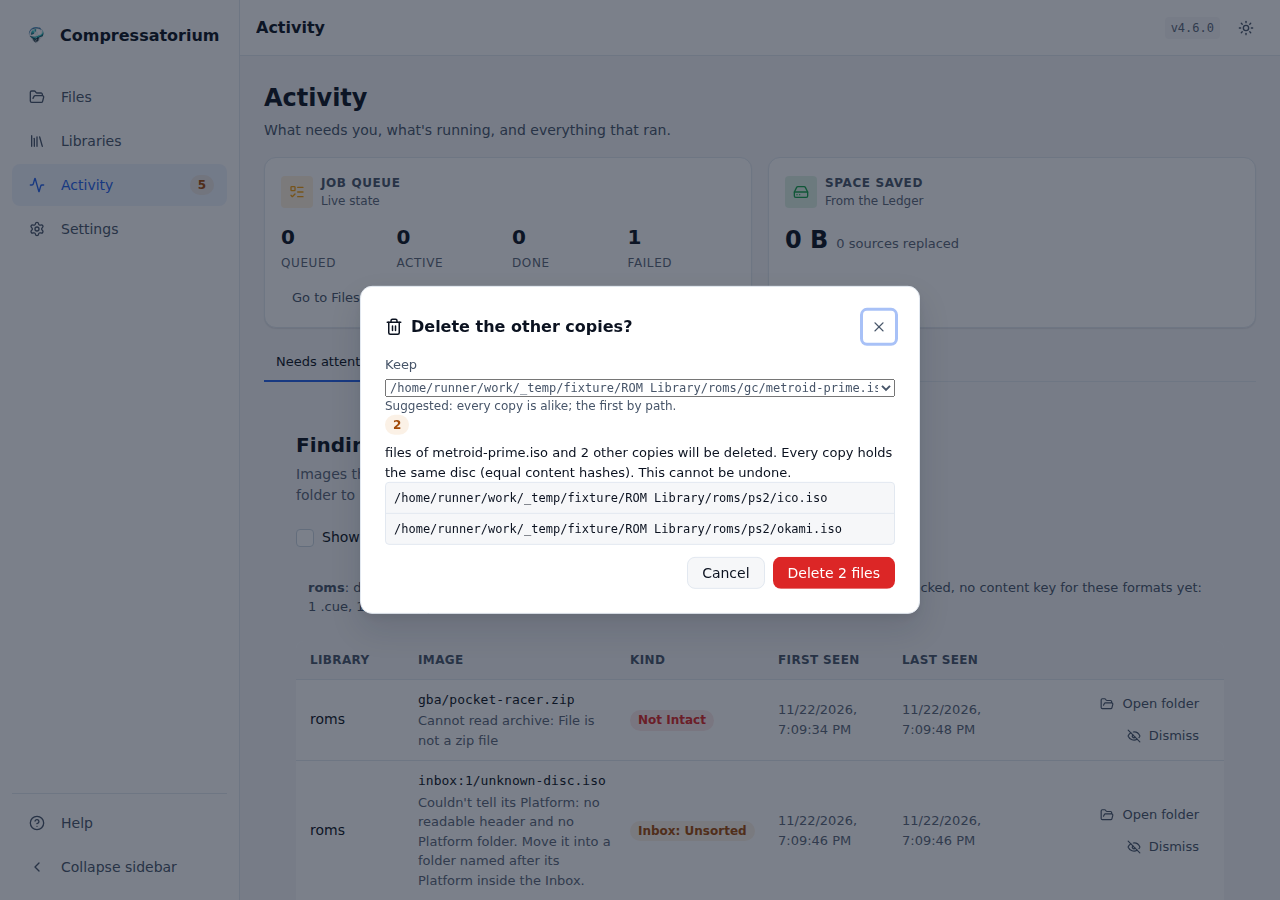 Compressatorium
Activity
v4.6.0
Files
Libraries
Activity
5
Settings
Activity
What needs you, what's running, and everything that ran.
JOB QUEUE
Live state
0
0
0
1
QUEUED
ACTIVE
DONE
FAILED
Go to Files
SPACE SAVED
From the Ledger
0 B 0 sources replaced
Delete the other copies?
Keep
/home/runner/work/_temp/fixture/ROM Library/roms/gc/metroid-prime.is
Suggested: every copy is alike; the first by path.
2
files of metroid-prime.iso and 2 other copies will be deleted. Every copy holds
the same disc (equal content hashes). This cannot be undone.
/home/runner/work/_temp/fixture/ROM Library/roms/ps2/ico.iso
/home/runner/work/_temp/fixture/ROM Library/roms/ps2/okami.iso
Cancel
Delete 2 files
Needs
Images
folder to
Show
roms:
no content key for these formats yet:
1 .cue,
LIBRARY
IMAGE
KIND
FIRST SEEN
LAST SEEN
roms
gba/pocket-racer.zip
Cannot read archive: File is
not a zip file
Not Intact
11/22/2026,
7:09:34 PM
11/22/2026,
7:09:48 PM
Open folder
Dismiss
roms
inbox:1/unknown-disc.iso
Couldn't tell its Platform: no
readable header and no
Platform folder. Move it into a
folder named after its
Platform inside the Inbox.
Inbox: Unsorted
11/22/2026,
7:09:46 PM
11/22/2026,
7:09:46 PM
Open folder
Dismiss
Help
Collapse sidebar